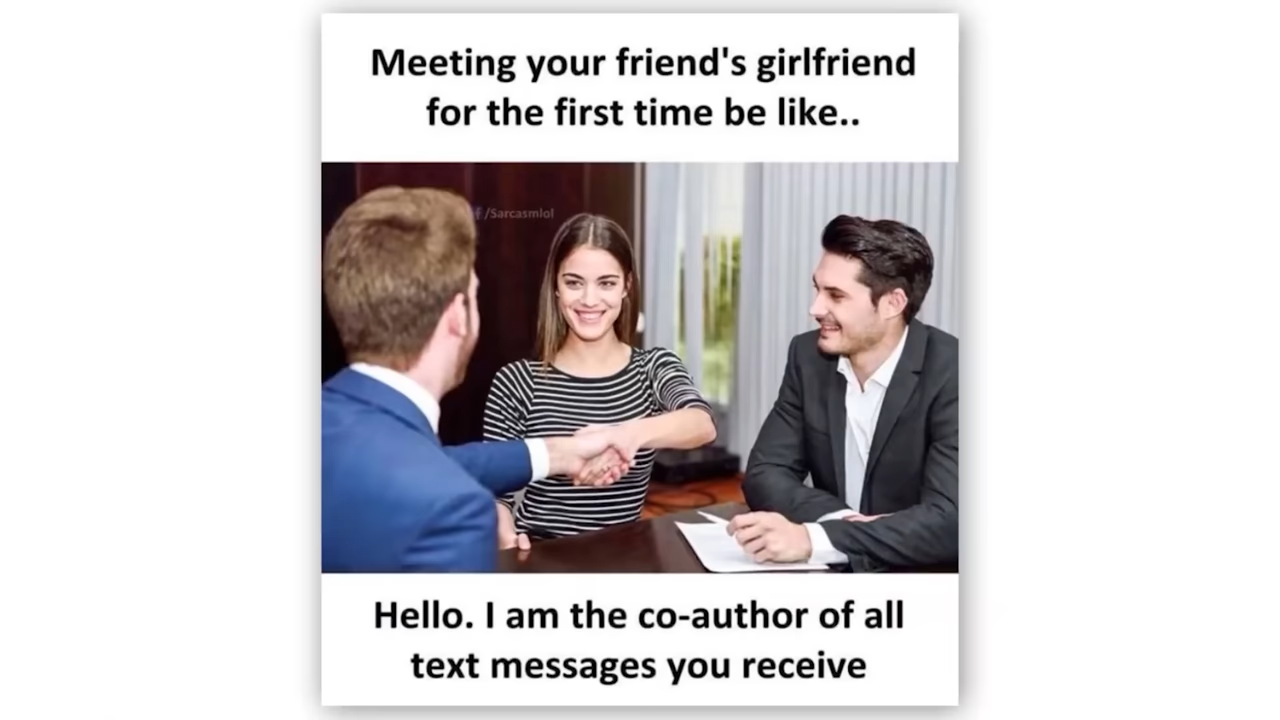 Meeting your friend's girlfriend
for the first time be like..
f/Sarcasmlol
Hello. I am the co-author of all
text messages you receive